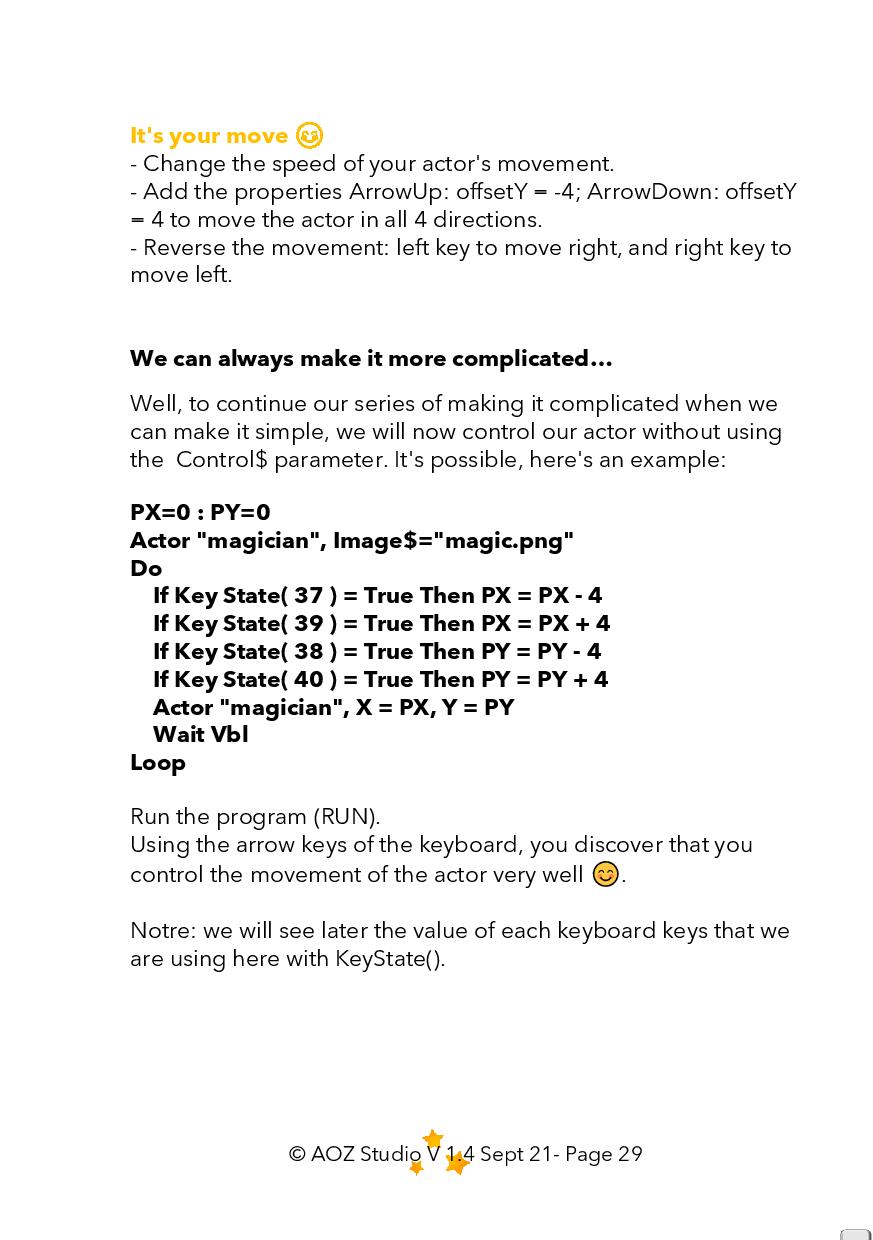 It's your move 😊
- Change the speed of your actor's movement.
- Add the properties ArrowUp: offsetY = -4; ArrowDown: offsetY
= 4 to move the actor in all 4 directions.
- Reverse the movement: left key to move right, and right key to
move left.
We can always make it more complicated...
Well, to continue our series of making it complicated when we
can make it simple, we will now control our actor without using
the  Control$ parameter. It's possible, here's an example:
PX=0 : PY=0
Actor "magician", Image$="magic.png"
Do
    If Key State( 37 ) = True Then PX = PX - 4
    If Key State( 39 ) = True Then PX = PX + 4
    If Key State( 38 ) = True Then PY = PY - 4
    If Key State( 40 ) = True Then PY = PY + 4
    Actor "magician", X = PX, Y = PY
    Wait Vbl
Loop
Run the program (RUN).
Using the arrow keys of the keyboard, you discover that you
control the movement of the actor very well 😊.
Notre: we will see later the value of each keyboard keys that we
are using here with KeyState().
© AOZ Studio V 1.4 Sept 21- Page 29